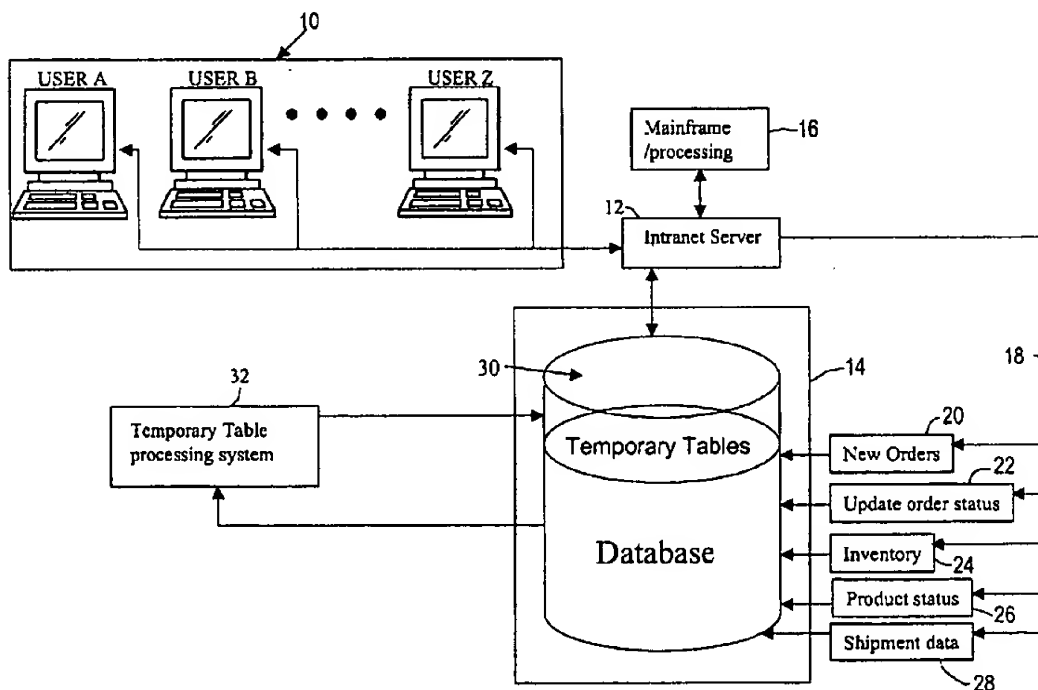 10
USER A
USER B
USER Z
Mainframe
/processing
16
12
Intranet Server
18
14
30
32
Temporary Table
processing system
Temporary Tables
Database
20
New Orders
22
Update order status
Inventory
24
Product status
26
Shipment data
28